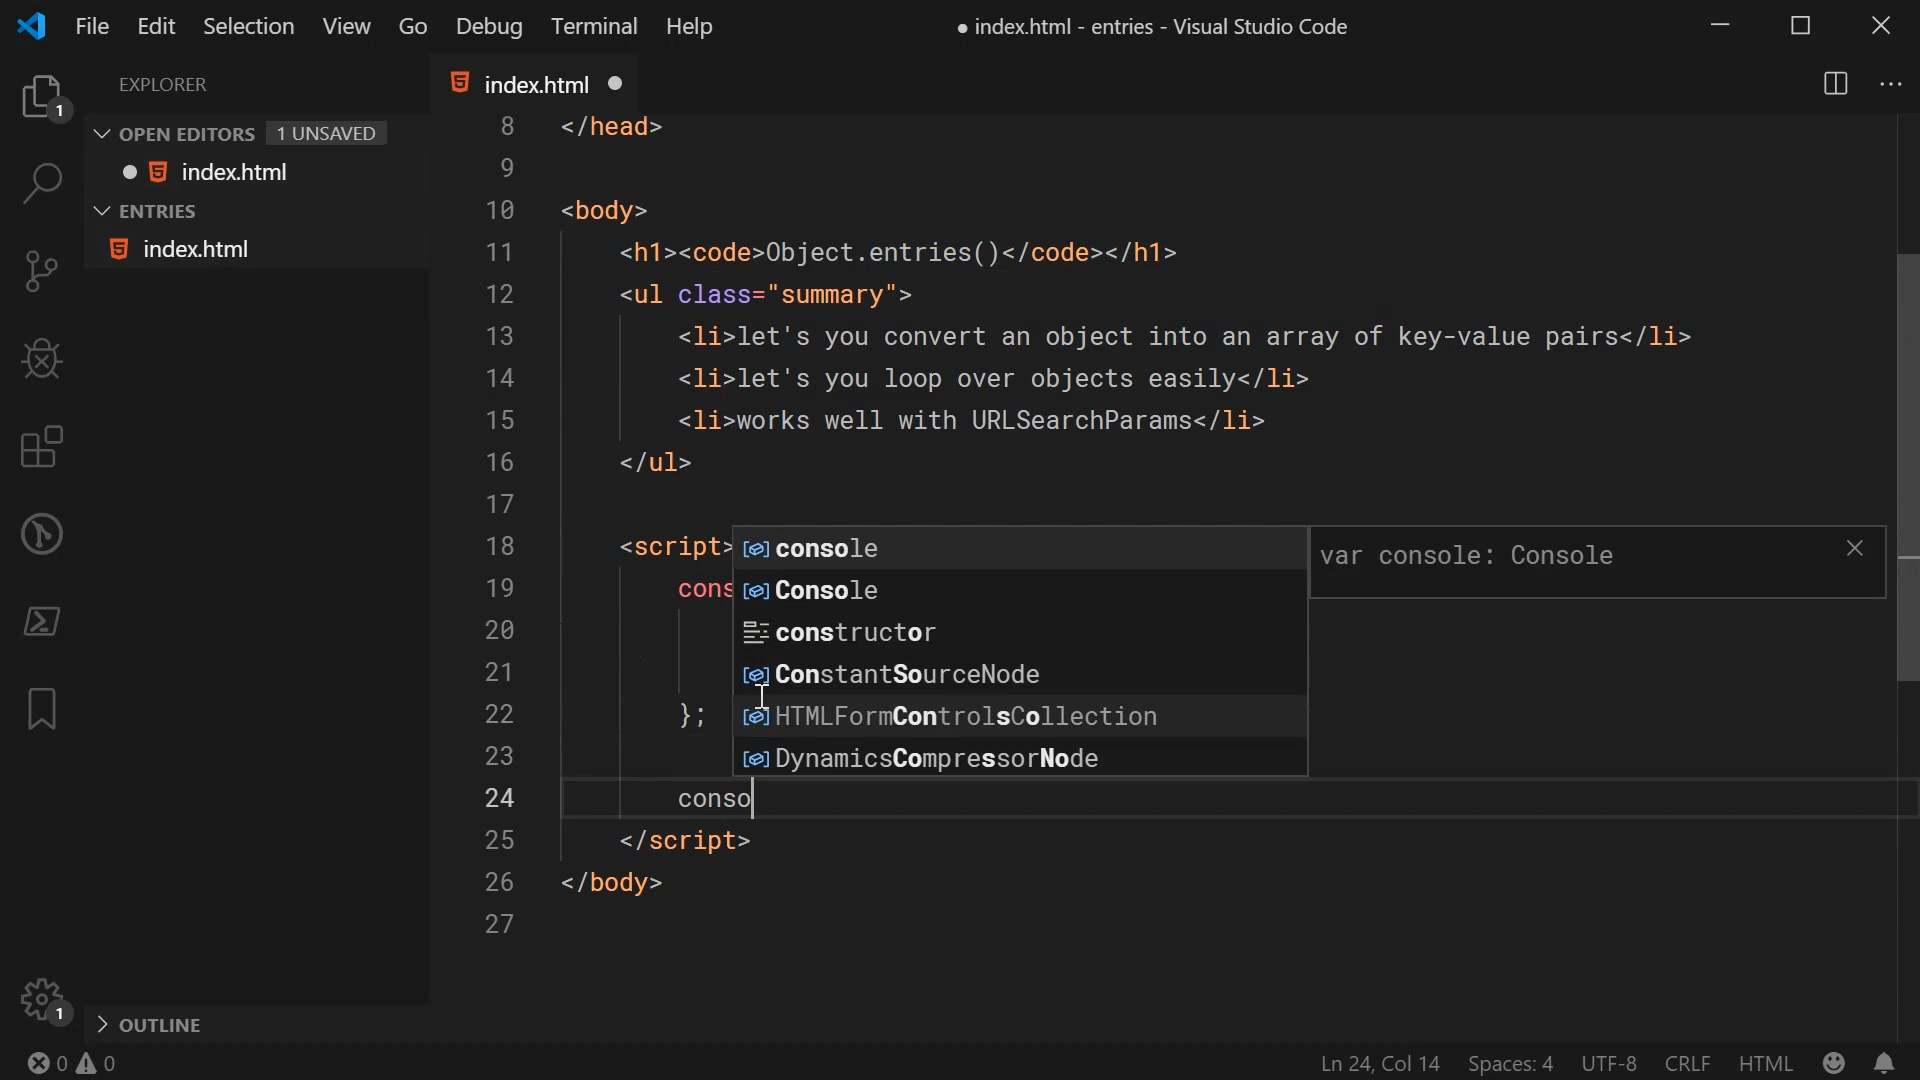 File Edit Selection View Go Debug Terminal Help
● index.html - entries - Visual Studio Code
1
EXPLORER
OPEN EDITORS 1 UNSAVED
index.html
ENTRIES
index.html
index.html
8 </head>
9
10 <body>
11 <h1><code>Object.entries()</code></h1>
12 <ul class="summary">
13 <li>let's you convert an object into an array of key-value pairs</li>
14 <li>let's you loop over objects easily</li>
15 <li>works well with URLSearchParams</li>
16 </ul>
17
18 <script>
19 cons
20
21
22 };
23
24 conso
25 </script>
26 </body>
27
console
Console
constructor
ConstantSourceNode
HTMLFormControlsCollection
DynamicsCompressorNode
var console: Console
1
OUTLINE
0 0
Ln 24, Col 14 Spaces: 4 UTF-8 CRLF HTML